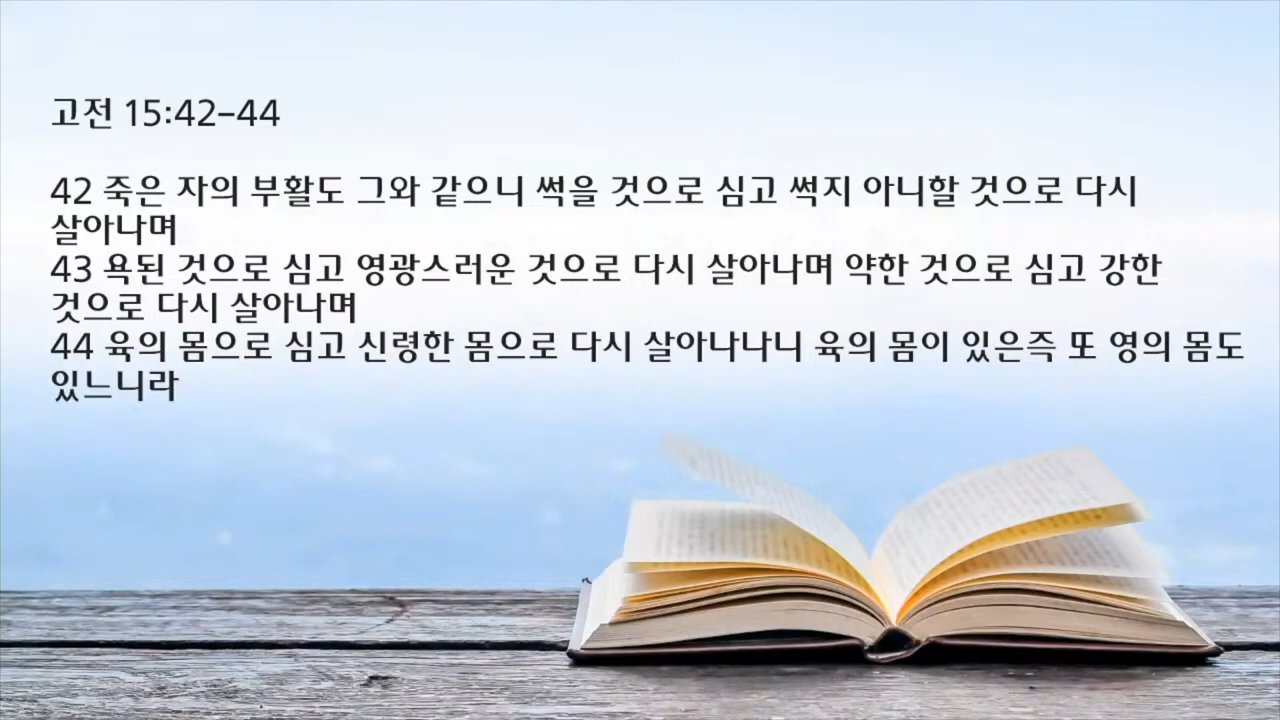 고전 15:42-44
42 죽은 자의 부활도 그와 같으니 썩을 것으로 심고 썩지 아니할 것으로 다시
살아나며
43 욕된 것으로 심고 영광스러운 것으로 다시 살아나며 약한 것으로 심고 강한
것으로 다시 살아나며
44 육의 몸으로 심고 신령한 몸으로 다시 살아나나니 육의 몸이 있은즉 또 영의 몸도
있느니라